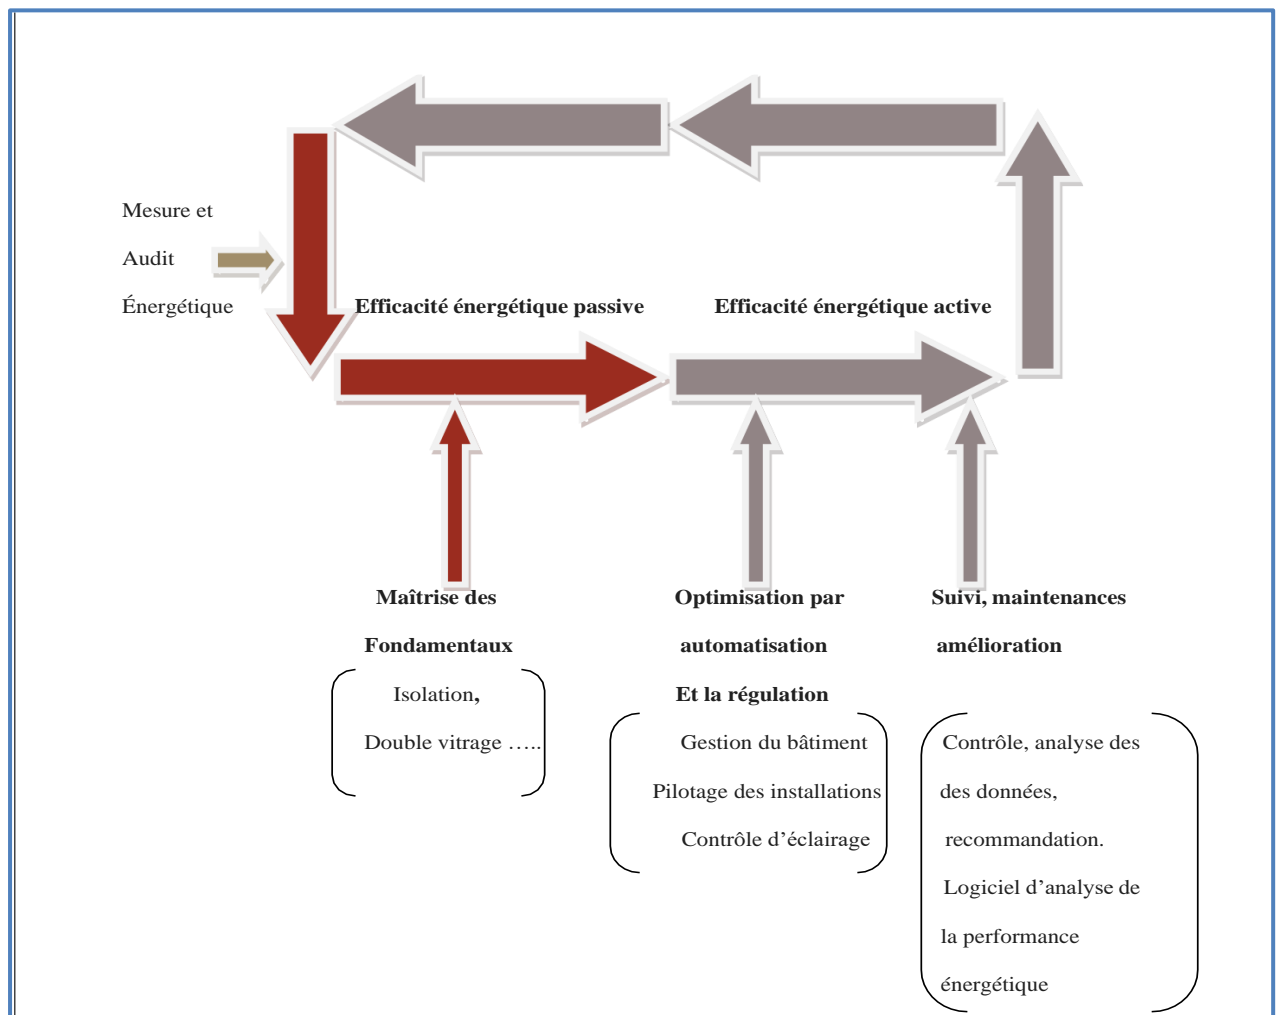 Mesure et
Audit
Énergétique
Efficacité énergétique passive
Efficacité énergétique active
Maîtrise des
Fondamentaux
Isolation,
Double vitrage …..
Optimisation par
automatisation
Et la régulation
Gestion du bâtiment
Pilotage des installations
Contrôle d’éclairage
Suivi, maintenances
amélioration
Contrôle, analyse des
des données,
recommandation.
Logiciel d’analyse de
la performance
énergétique